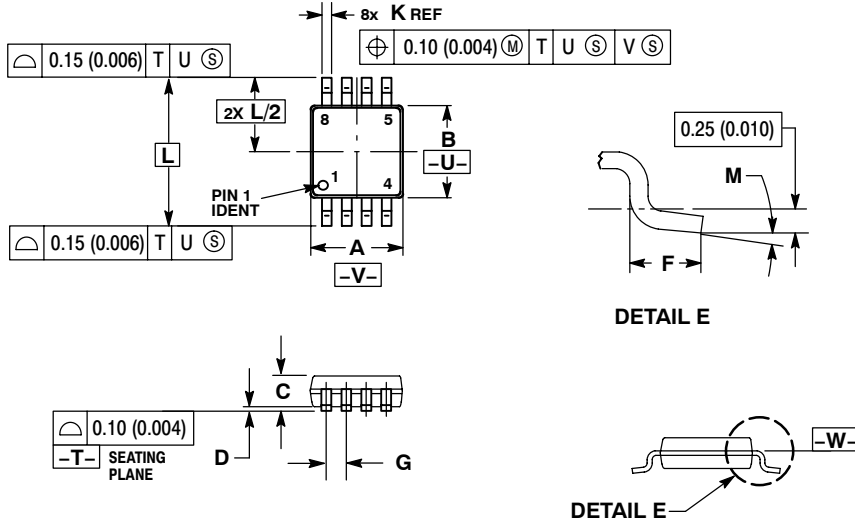 8x K REF
⌖ 0.10 (0.004) Ⓜ T U Ⓢ V Ⓢ
⌓ 0.15 (0.006) T U Ⓢ
2X L/2
L
8 5
1 4
PIN 1
IDENT
B
–U–
⌓ 0.15 (0.006) T U Ⓢ
A
–V–
0.25 (0.010)
M
F
DETAIL E
C
⌓ 0.10 (0.004)
–T– SEATING
PLANE
D
G
–W–
DETAIL E